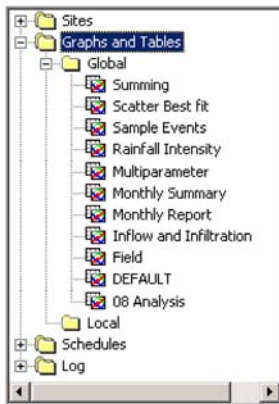 Sites
Graphs and Tables
Global
Summing
Scatter Best fit
Sample Events
Rainfall Intensity
Multiparameter
Monthly Summary
Monthly Report
Inflow and Infiltration
Field
DEFAULT
08 Analysis
Local
Schedules
Log